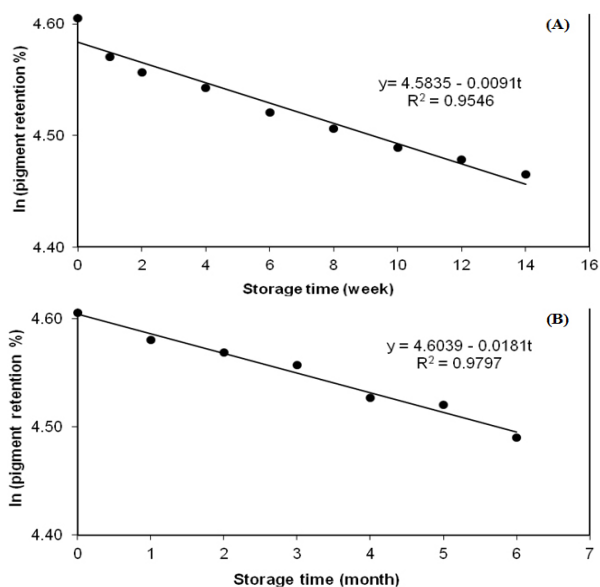 (A)
4.60
4.50
4.40
ln (pigment retention %)
y= 4.5835 - 0.0091t
R² = 0.9546
0 2 4 6 8 10 12 14 16
Storage time (week)
(B)
4.60
4.50
4.40
ln (pigment retention %)
y = 4.6039 - 0.0181t
R² = 0.9797
0 1 2 3 4 5 6 7
Storage time (month)